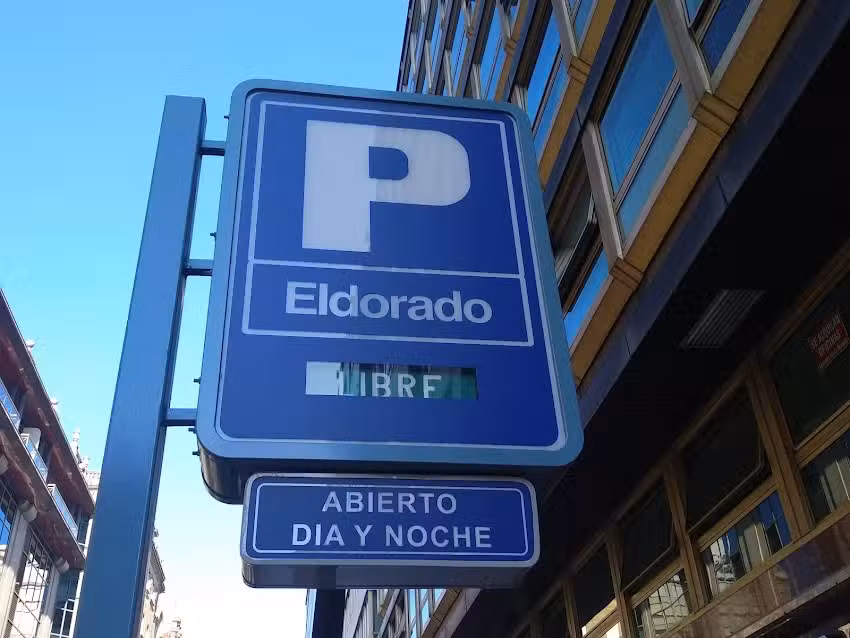 P
Eldorado
LIBRE
ABIERTO
DIA Y NOCHE